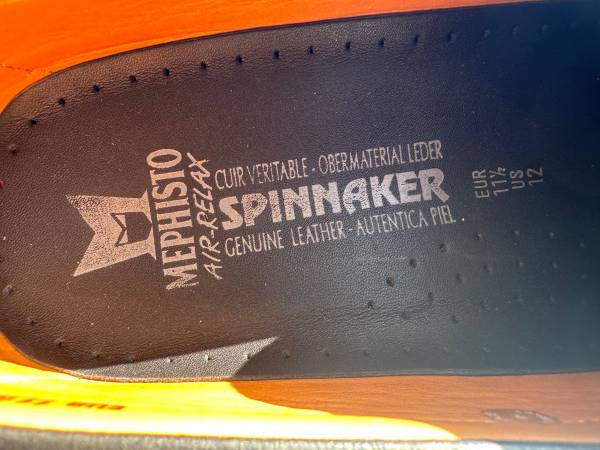 MEPHISTO
AIR-RELAX
CUIR VERITABLE - OBERMATERIAL LEDER
SPINNAKER
GENUINE LEATHER - AUTENTICA PIEL
EUR
11½
US
12